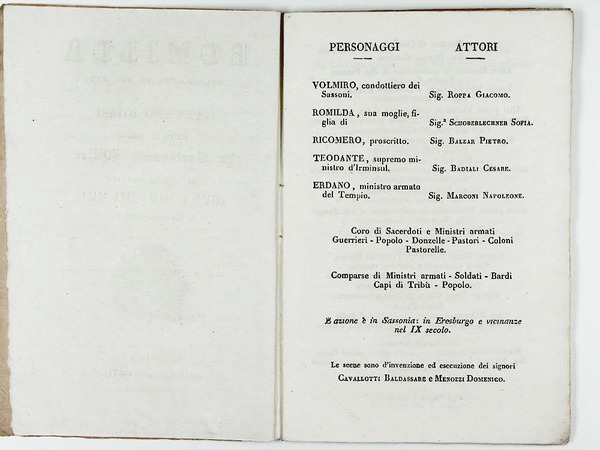 PERSONAGGI ATTORI
VOLMIRO, condottiero dei
Sassoni. Sig. ROPPA GIACOMO.
ROMILDA, sua moglie, fi-
glia di Sig.ª SCHOBERLECHNER SOFIA.
RICOMERO, proscritto. Sig. BALZAR PIETRO.
TEODANTE, supremo mi-
nistro d'Irminsul. Sig. BADIALI CESARE.
ERDANO, ministro armato
del Tempio. Sig. MARCONI NAPOLEONE.
Coro di Sacerdoti e Ministri armati
Guerrieri - Popolo - Donzelle - Pastori - Coloni
Pastorelle.
Comparse di Ministri armati - Soldati - Bardi
Capi di Tribù - Popolo.
azione è in Sassonia: in Eresburgo e vicinanze
nel IX secolo.
Le scene sono d'invenzione ed esecuzione dei signori
CAVALLOTTI BALDASSARE e MENOZZI DOMENICO.